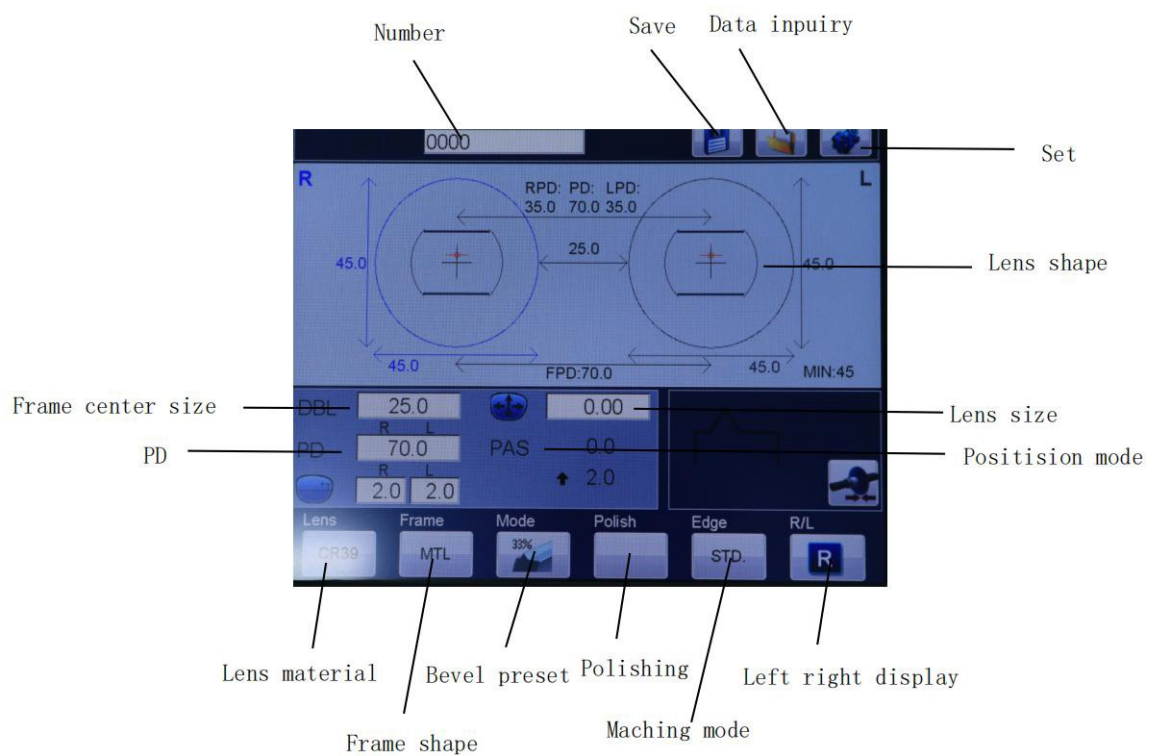 Number
Save
Data inpuiry
Set
0000
R
L
RPD: PD: LPD:
35.0 70.0 35.0
25.0
45.0
45.0
Lens shape
45.0
45.0
FPD:70.0
MIN:45
Frame center size
DBL
25.0
0.00
Lens size
R L
PD
PD
70.0
PAS
0.0
Positision mode
R L
2.0 2.0
2.0
Lens
Frame
Mode
Polish
Edge
R/L
CR39
MTL
33%
STD.
R
Lens material
Bevel preset
Polishing
Left right display
Frame shape
Maching mode